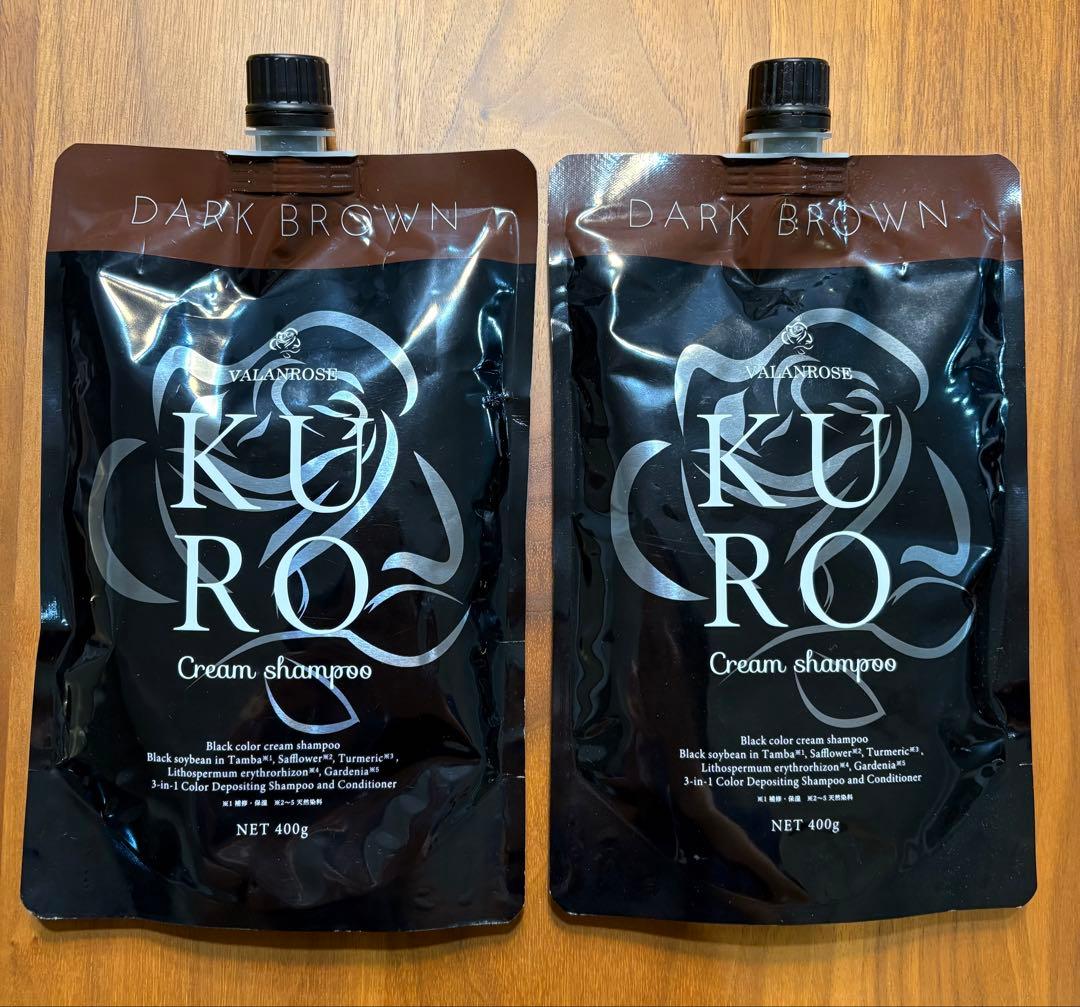 DARK BROWN
VALANROSE
KU
RO
Cream shampoo
Black color cream shampoo
Black soybean in Tamba※1, Safflower※2, Turmeric※3,
Lithospermum erythrorhizon※4, Gardenia※5
3-in-1 Color Depositing Shampoo and Conditioner
※1 補修・保湿 ※2～5 天然染料
NET 400g
DARK BROWN
VALANROSE
KU
RO
Cream shampoo
Black color cream shampoo
Black soybean in Tamba※1, Safflower※2, Turmeric※3,
Lithospermum erythrorhizon※4, Gardenia※5
3-in-1 Color Depositing Shampoo and Conditioner
※1 補修・保湿 ※2～5 天然染料
NET 400g